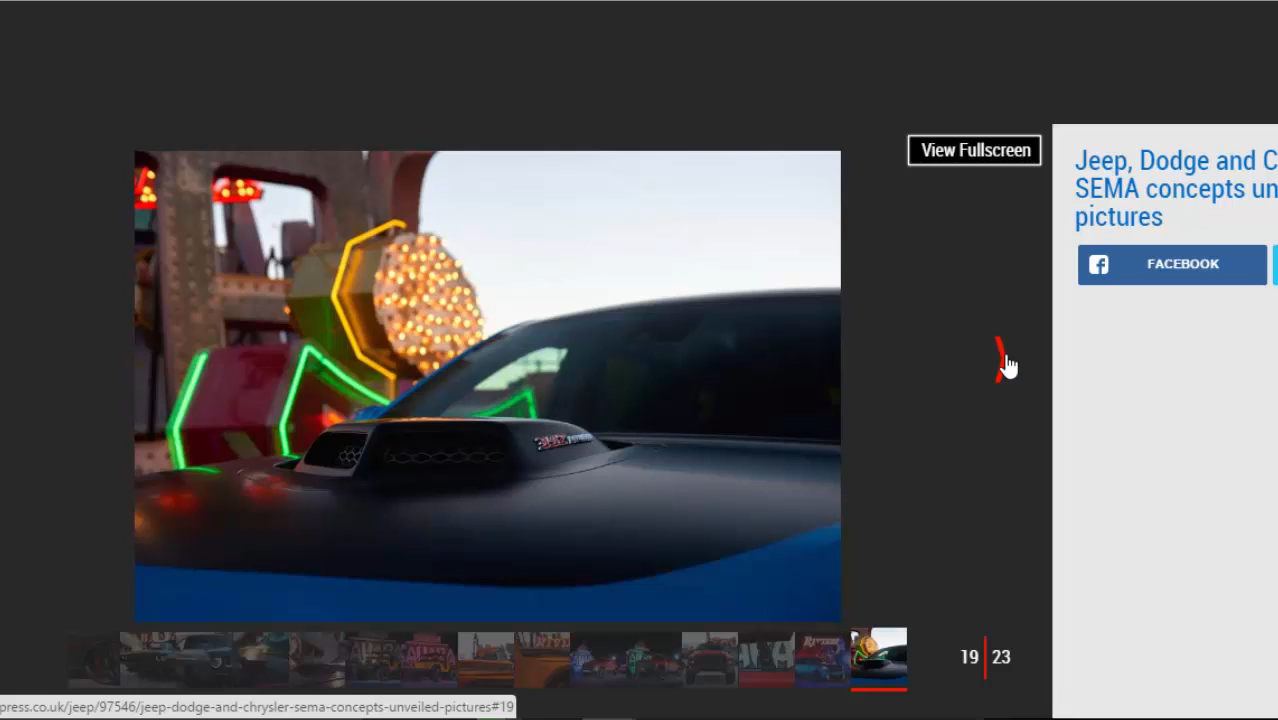 View Fullscreen
Jeep, Dodge and C
SEMA concepts un
pictures
FACEBOOK
19 23
press.co.uk/jeep/97546/jeep-dodge-and-chrysler-sema-concepts-unveiled-pictures#19